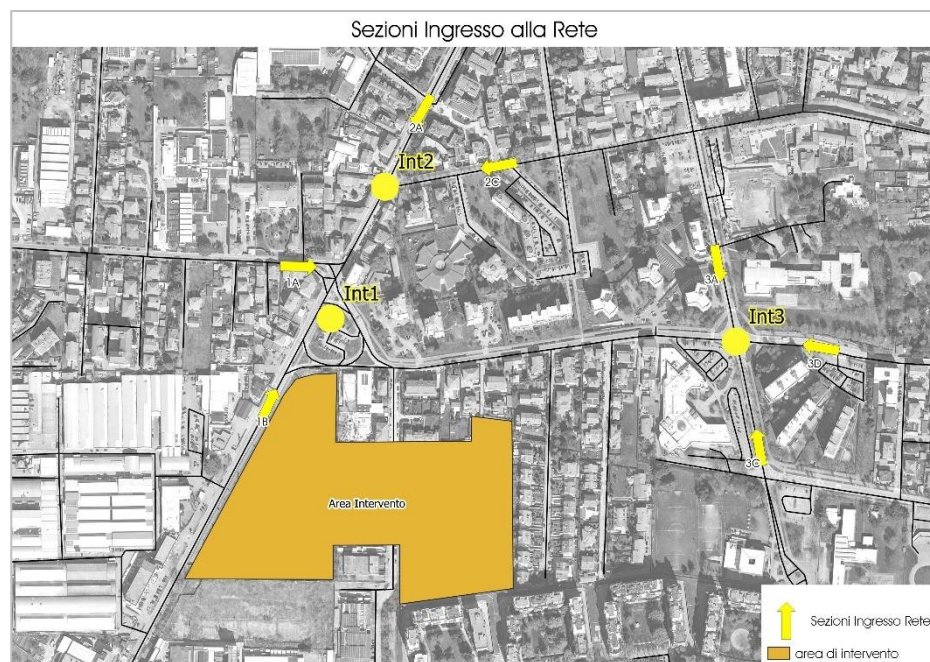 Sezioni Ingresso alla Rete
2A
Int2
2C
1A
3A
Int1
Int3
3D
1B
3C
Area Intervento
Sezioni Ingresso Rete
area di intervento